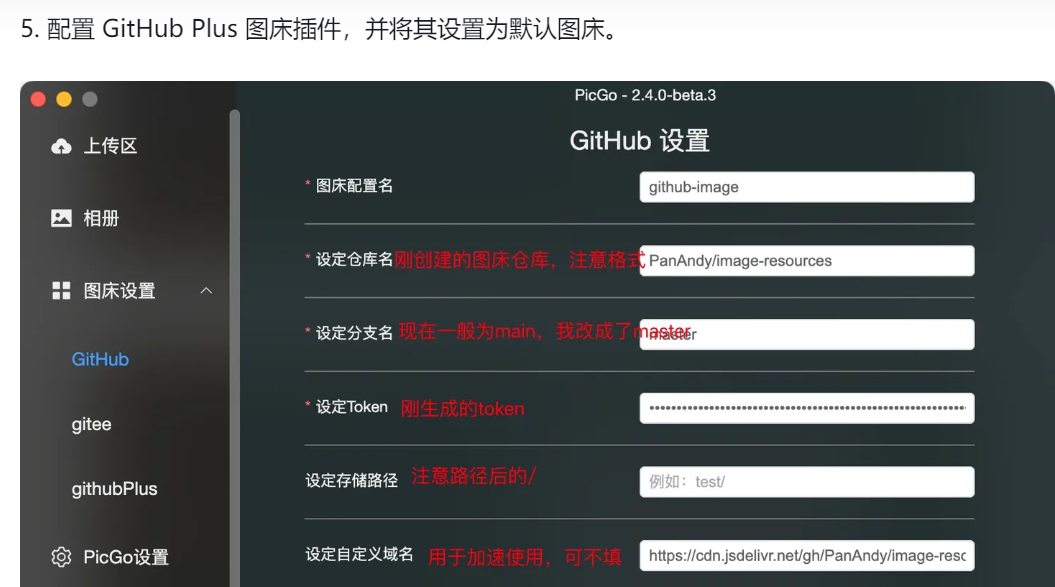 5. 配置 GitHub Plus 图床插件，并将其设置为默认图床。
PicGo - 2.4.0-beta.3
GitHub 设置
上传区
相册
图床设置
GitHub
gitee
githubPlus
PicGo设置
* 图床配置名 github-image
* 设定仓库名 刚创建的图床仓库，注意格式 PanAndy/image-resources
* 设定分支名 现在一般为main，我改成了master master
* 设定Token 刚生成的token
设定存储路径 注意路径后的/ 例如：test/
设定自定义域名 用于加速使用，可不填 https://cdn.jsdelivr.net/gh/PanAndy/image-resc